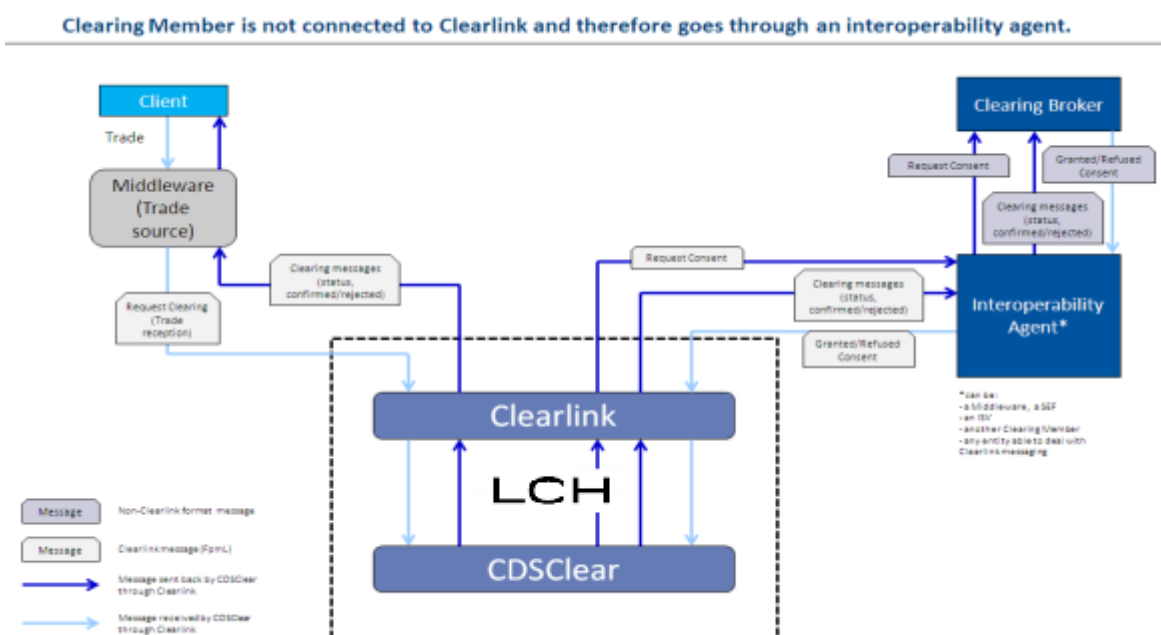 Clearing Member is not connected to Clearlink and therefore goes through an interoperability agent.
Client
Trade
Middleware
(Trade
source)
Request Clearing
(Trade
reception)
Clearing messages
(status,
confirmed/rejected)
Request Consent
Clearing messages
(status,
confirmed/rejected)
Granted/Refused
Consent
Clearing Broker
Request Consent
Granted/Refused
Consent
Clearing messages
(status,
confirmed/rejected)
Interoperability
Agent*
*can be:
- a Middleware, a SEF
- an ISV
- another Clearing Member
- any entity able to deal with
Clearlink messaging
Clearlink
LCH
CDSClear
Message
Non-Clearlink format message
Message
Clearlink message (FpmL)
Message sent back by CDSClear
through Clearlink
Message received by CDSClear
through Clearlink